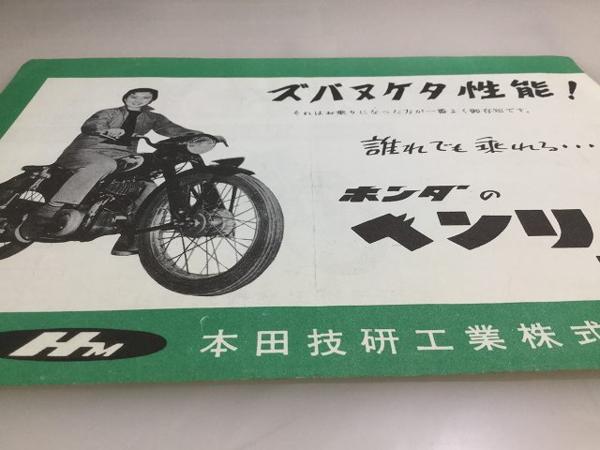 ズバヌケタ性能!
それはお乗りになった方が一番よく御存知です。
誰れでも乗れる…
ホンダの
ベンリ
HM
本田技研工業株式